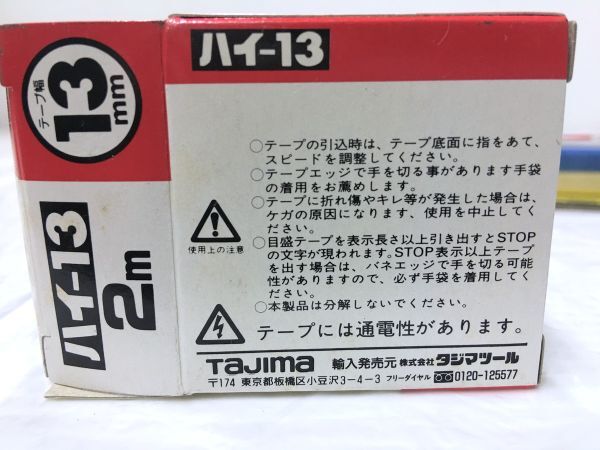 テープ幅
13mm
ハイ-13
2m
ハイ-13
○テープの引込時は、テープ底面に指をあて、
スピードを調整してください。
○テープエッジで手を切る事があります手袋
の着用をお薦めします。
○テープに折れ傷やキレ等が発生した場合は、
ケガの原因になります、使用を中止してく
ださい。
○目盛テープを表示長さ以上引き出すとSTOP
の文字が現われます。STOP表示以上テープ
を出す場合は、バネエッジで手を切る可能
性がありますので、必ず手袋を着用してく
ださい。
○本製品は分解しないでください。
使用上の注意
テープには通電性があります。
TaJima 輸入発売元 株式会社タジマツール
〒174 東京都板橋区小豆沢3-4-3 フリーダイヤル 0120-125577